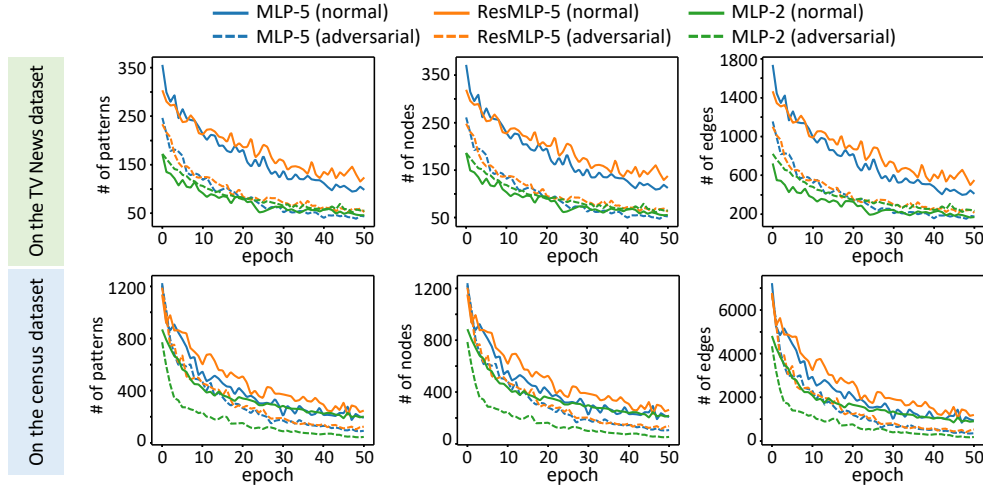 MLP-5 (normal) ResMLP-5 (normal) MLP-2 (normal)
MLP-5 (adversarial) ResMLP-5 (adversarial) MLP-2 (adversarial)
On the TV News dataset
# of patterns
350
250
150
50
0 10 20 30 40 50
epoch
# of nodes
350
250
150
50
0 10 20 30 40 50
epoch
# of edges
1800
1400
1000
600
200
0 10 20 30 40 50
epoch
On the census dataset
# of patterns
1200
800
400
0
0 10 20 30 40 50
epoch
# of nodes
1200
800
400
0
0 10 20 30 40 50
epoch
# of edges
6000
4000
2000
0
0 10 20 30 40 50
epoch